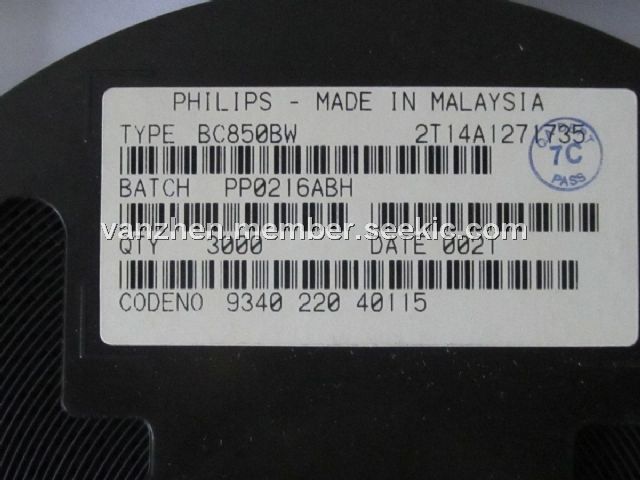 PHILIPS - MADE IN MALAYSIA
TYPE BC850BW 2T14A1271735
7C
PASS
BATCH PP0216ABH
vanzhen.member.seekic.com
QTY 3000 DATE 0021
CODENO 9340 220 40115